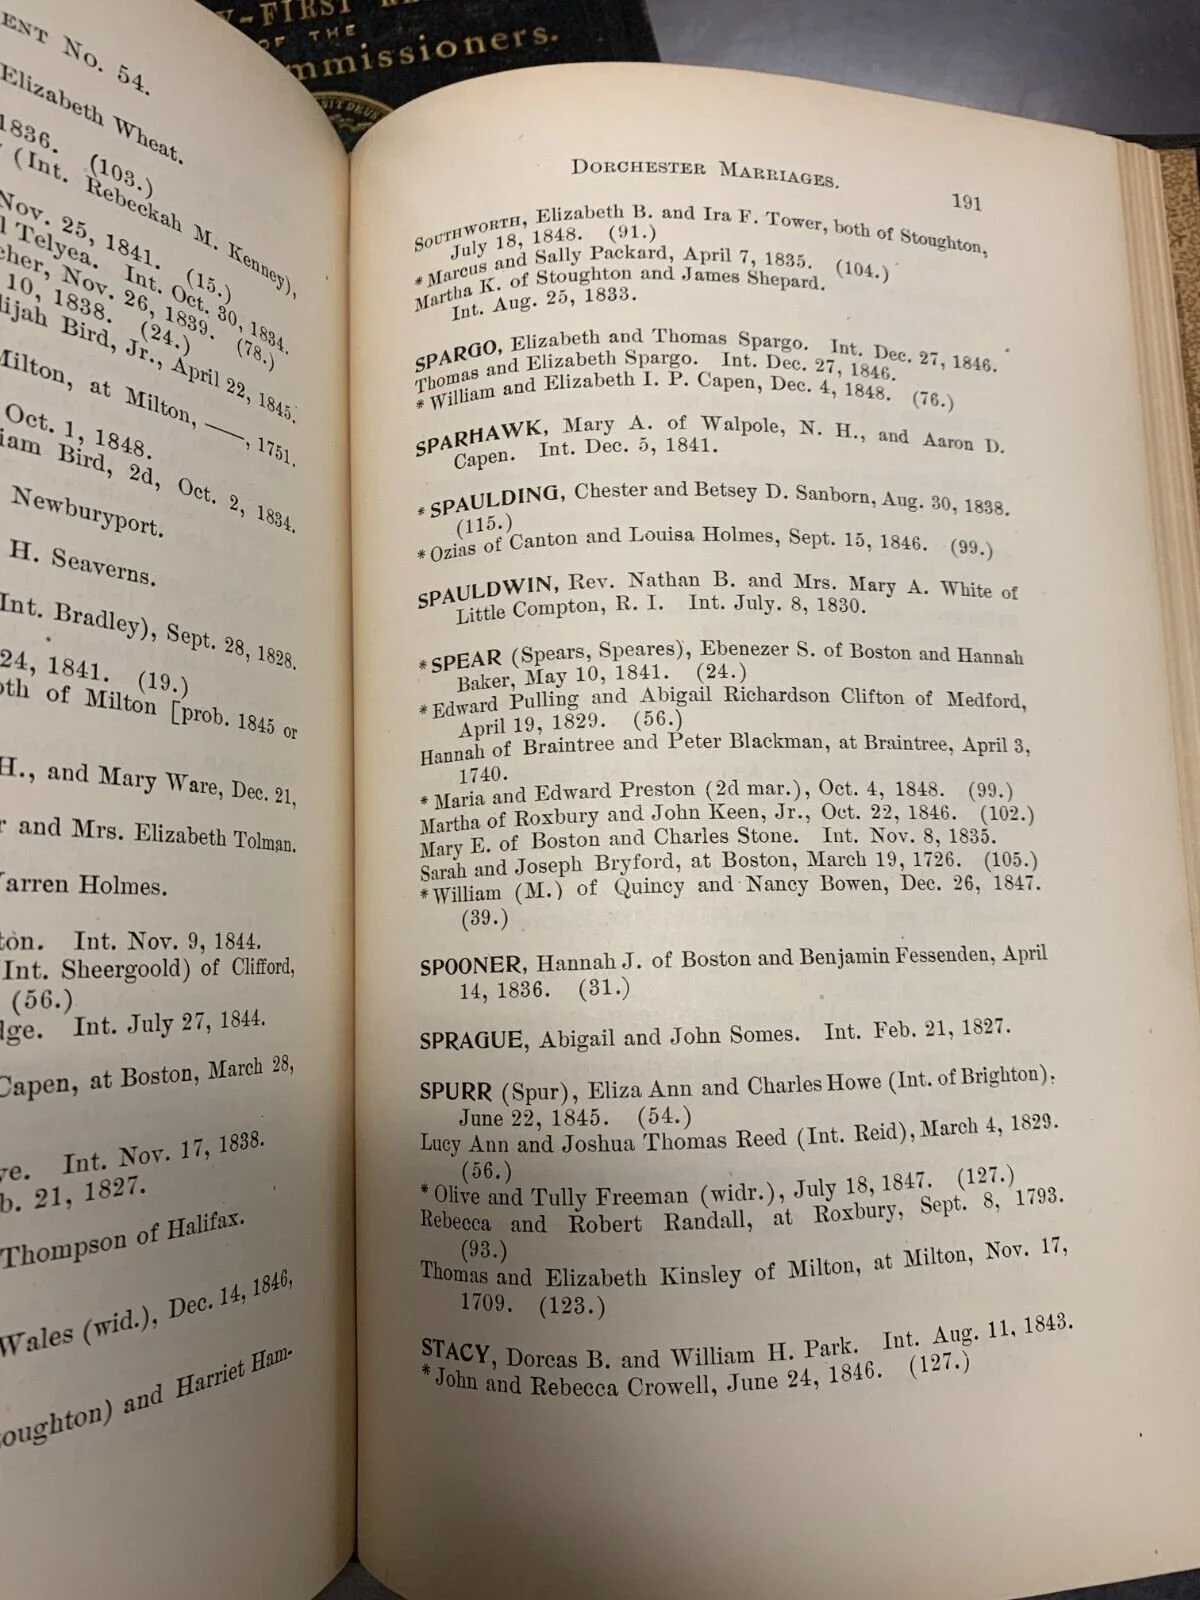 Y-FIRST RE
OF THE
mmissioners.
ENT No. 54.
Elizabeth Wheat.
1836. (103.)
(Int. Rebeckah M. Kenney),
Nov. 25, 1841. (15.)
l Telyea. Int. Oct. 30, 1834.
cher, Nov. 26, 1839. (78.)
10, 1838. (24.)
lijah Bird, Jr., April 22, 1845.
Milton, at Milton, ——, 1751.
Oct. 1, 1848.
iam Bird, 2d, Oct. 2, 1834.
Newburyport.
H. Seaverns.
Int. Bradley), Sept. 28, 1828.
24, 1841. (19.)
oth of Milton [prob. 1845 or
H., and Mary Ware, Dec. 21,
r and Mrs. Elizabeth Tolman.
Warren Holmes.
ton. Int. Nov. 9, 1844.
(Int. Sheergoold) of Clifford,
(56.)
dge. Int. July 27, 1844.
Capen, at Boston, March 28,
ve. Int. Nov. 17, 1838.
b. 21, 1827.
Thompson of Halifax.
Wales (wid.), Dec. 14, 1846,
oughton) and Harriet Ham-
DORCHESTER MARRIAGES. 191
SOUTHWORTH, Elizabeth B. and Ira F. Tower, both of Stoughton,
July 18, 1848. (91.)
*Marcus and Sally Packard, April 7, 1835. (104.)
Martha K. of Stoughton and James Shepard.
Int. Aug. 25, 1833.
SPARGO, Elizabeth and Thomas Spargo. Int. Dec. 27, 1846.
Thomas and Elizabeth Spargo. Int. Dec. 27, 1846.
*William and Elizabeth I. P. Capen, Dec. 4, 1848. (76.)
SPARHAWK, Mary A. of Walpole, N. H., and Aaron D.
Capen. Int. Dec. 5, 1841.
*SPAULDING, Chester and Betsey D. Sanborn, Aug. 30, 1838.
(115.)
*Ozias of Canton and Louisa Holmes, Sept. 15, 1846. (99.)
SPAULDWIN, Rev. Nathan B. and Mrs. Mary A. White of
Little Compton, R. I. Int. July. 8, 1830.
*SPEAR (Spears, Speares), Ebenezer S. of Boston and Hannah
Baker, May 10, 1841. (24.)
*Edward Pulling and Abigail Richardson Clifton of Medford,
April 19, 1829. (56.)
Hannah of Braintree and Peter Blackman, at Braintree, April 3,
1740.
*Maria and Edward Preston (2d mar.), Oct. 4, 1848. (99.)
Martha of Roxbury and John Keen, Jr., Oct. 22, 1846. (102.)
Mary E. of Boston and Charles Stone. Int. Nov. 8, 1835.
Sarah and Joseph Bryford, at Boston, March 19, 1726. (105.)
*William (M.) of Quincy and Nancy Bowen, Dec. 26, 1847.
(39.)
SPOONER, Hannah J. of Boston and Benjamin Fessenden, April
14, 1836. (31.)
SPRAGUE, Abigail and John Somes. Int. Feb. 21, 1827.
SPURR (Spur), Eliza Ann and Charles Howe (Int. of Brighton),
June 22, 1845. (54.)
Lucy Ann and Joshua Thomas Reed (Int. Reid), March 4, 1829.
(56.)
*Olive and Tully Freeman (widr.), July 18, 1847. (127.)
Rebecca and Robert Randall, at Roxbury, Sept. 8, 1793.
(93.)
Thomas and Elizabeth Kinsley of Milton, at Milton, Nov. 17,
1709. (123.)
STACY, Dorcas B. and William H. Park. Int. Aug. 11, 1843.
*John and Rebecca Crowell, June 24, 1846. (127.)